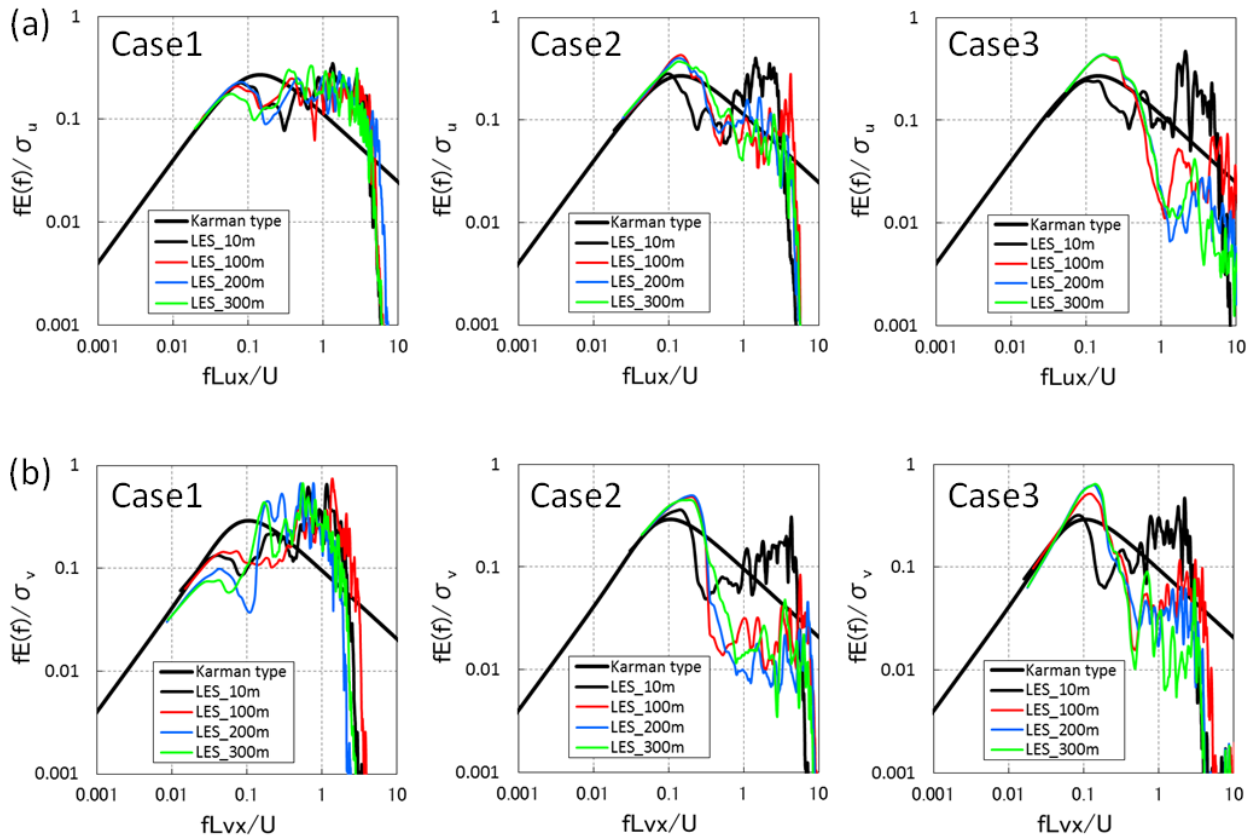 (a)
Case1
fE(f)/σu
1
0.1
0.01
0.001
Karman type
LES_10m
LES_100m
LES_200m
LES_300m
0.001 0.01 0.1 1 10
fLux/U
Case2
fE(f)/σu
1
0.1
0.01
0.001
Karman type
LES_10m
LES_100m
LES_200m
LES_300m
0.001 0.01 0.1 1 10
fLux/U
Case3
fE(f)/σu
1
0.1
0.01
0.001
Karman type
LES_10m
LES_100m
LES_200m
LES_300m
0.001 0.01 0.1 1 10
fLux/U
(b)
Case1
fE(f)/σv
1
0.1
0.01
0.001
Karman type
LES_10m
LES_100m
LES_200m
LES_300m
0.001 0.01 0.1 1 10
fLvx/U
Case2
fE(f)/σv
1
0.1
0.01
0.001
Karman type
LES_10m
LES_100m
LES_200m
LES_300m
0.001 0.01 0.1 1 10
fLvx/U
Case3
fE(f)/σv
1
0.1
0.01
0.001
Karman type
LES_10m
LES_100m
LES_200m
LES_300m
0.001 0.01 0.1 1 10
fLvx/U